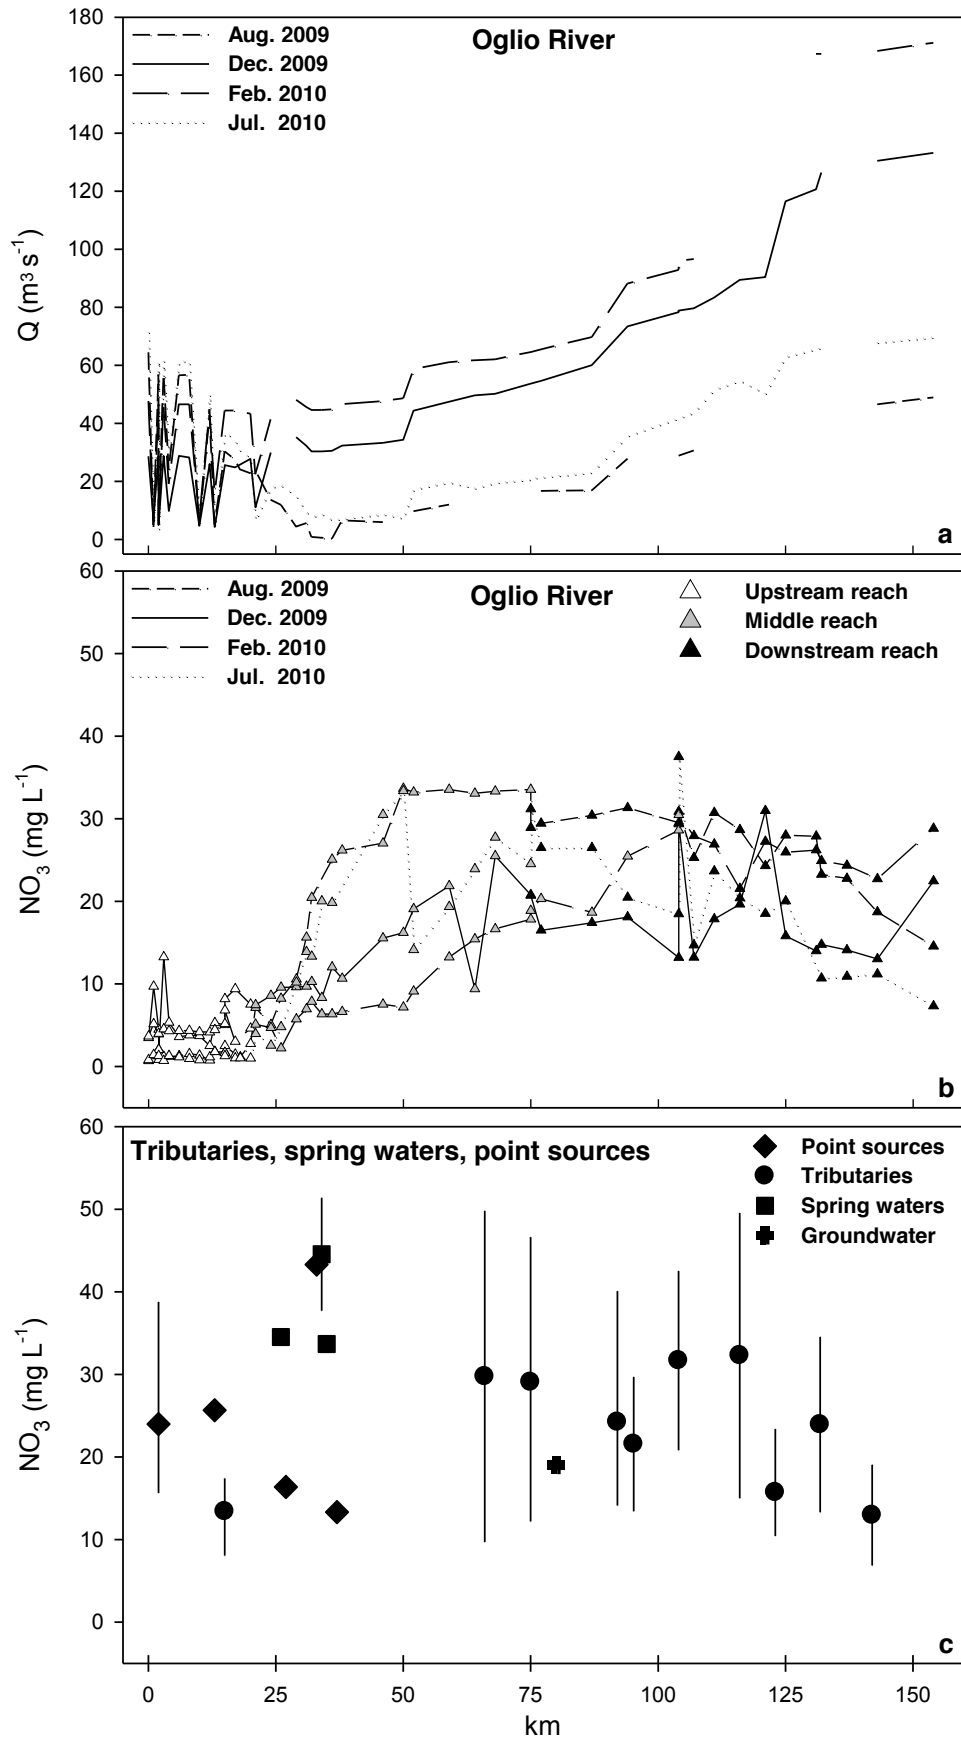 180
160
140
120
100
80
60
40
20
0
Q (m³ s⁻¹)
Aug. 2009
Dec. 2009
Feb. 2010
Jul. 2010
Oglio River
a
60
50
40
30
20
10
0
NO₃ (mg L⁻¹)
Aug. 2009
Dec. 2009
Feb. 2010
Jul. 2010
Oglio River
Upstream reach
Middle reach
Downstream reach
b
60
50
40
30
20
10
0
NO₃ (mg L⁻¹)
Tributaries, spring waters, point sources
Point sources
Tributaries
Spring waters
Groundwater
c
0 25 50 75 100 125 150
km